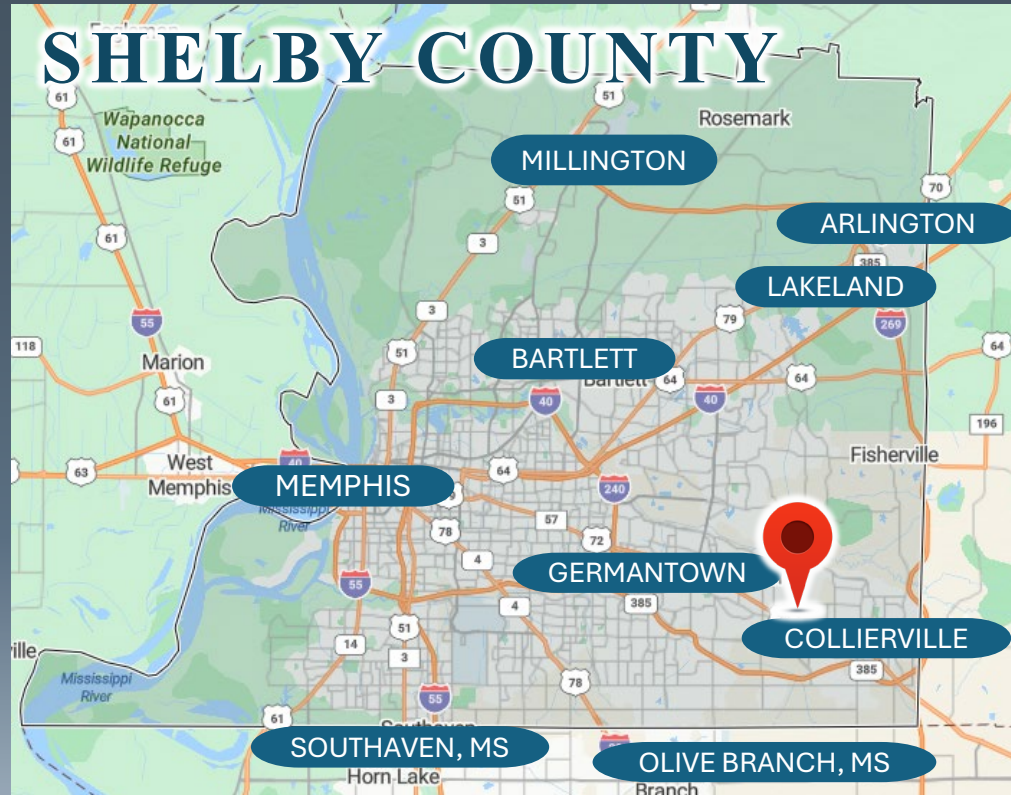 SHELBY COUNTY
61
51
Rosemark
Wapanocca
National
Wildlife Refuge
61
MILLINGTON
70
51
ARLINGTON
61
3
385
LAKELAND
3
79
55
269
118
64
51
Marion
BARTLETT
Bartlett
64
64
3
40
40
61
196
West
Memphis
40
Fisherville
63
64
MEMPHIS
240
Mississippi
River
57
78
72
4
GERMANTOWN
55
385
4
51
COLLIERVILLE
14
ville
3
385
Mississippi
River
78
55
61
Southaven
SOUTHAVEN, MS
OLIVE BRANCH, MS
Horn Lake
Branch